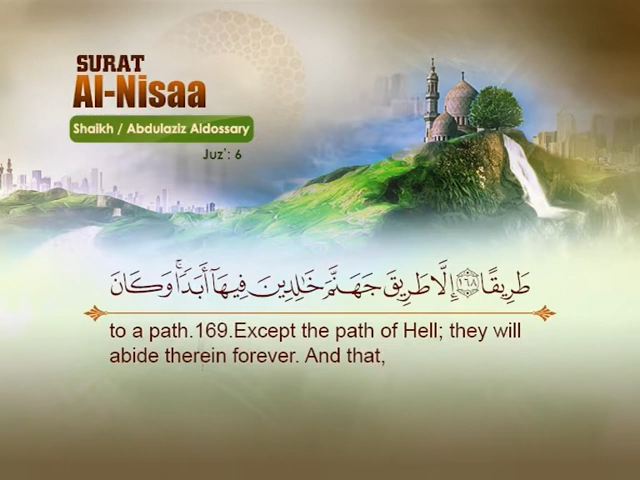 SURAT
Al-Nisaa
Shaikh / Abdulaziz Aldossary
Juz': 6
طَرِيقًا ١٦٨ إِلَّا طَرِيقَ جَهَنَّمَ خَٰلِدِينَ فِيهَآ أَبَدًا ۚ وَكَانَ
to a path.169.Except the path of Hell; they will
abide therein forever. And that,